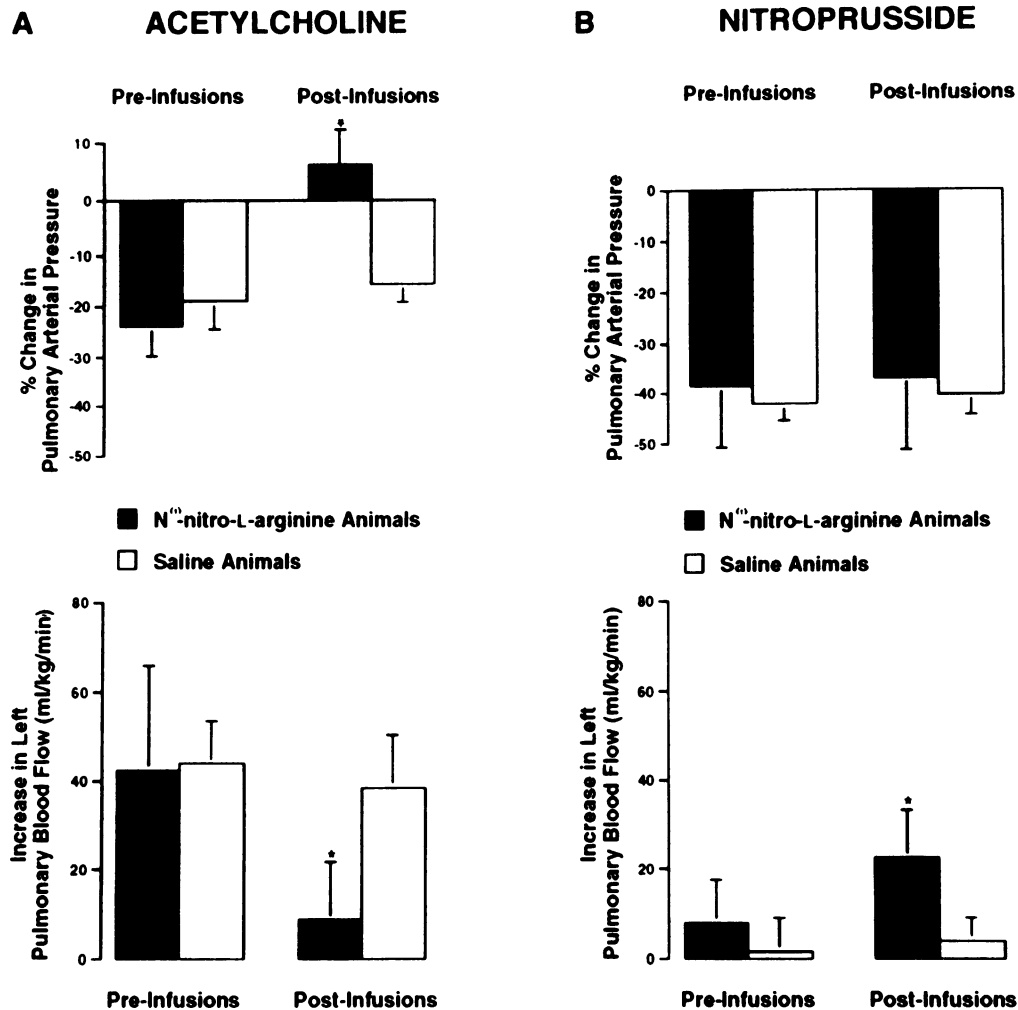 A
ACETYLCHOLINE
Pre-Infusions
Post-Infusions
*
10
0
-10
-20
-30
-40
-50
% Change in
Pulmonary Arterial Pressure
N⁽¹⁾-nitro-L-arginine Animals
Saline Animals
80
60
40
20
0
Increase in Left
Pulmonary Blood Flow (ml/kg/min)
*
Pre-Infusions
Post-Infusions
B
NITROPRUSSIDE
Pre-Infusions
Post-Infusions
0
-10
-20
-30
-40
-50
% Change in
Pulmonary Arterial Pressure
N⁽¹⁾-nitro-L-arginine Animals
Saline Animals
80
60
40
20
0
Increase in Left
Pulmonary Blood Flow (ml/kg/min)
*
Pre-Infusions
Post-Infusions